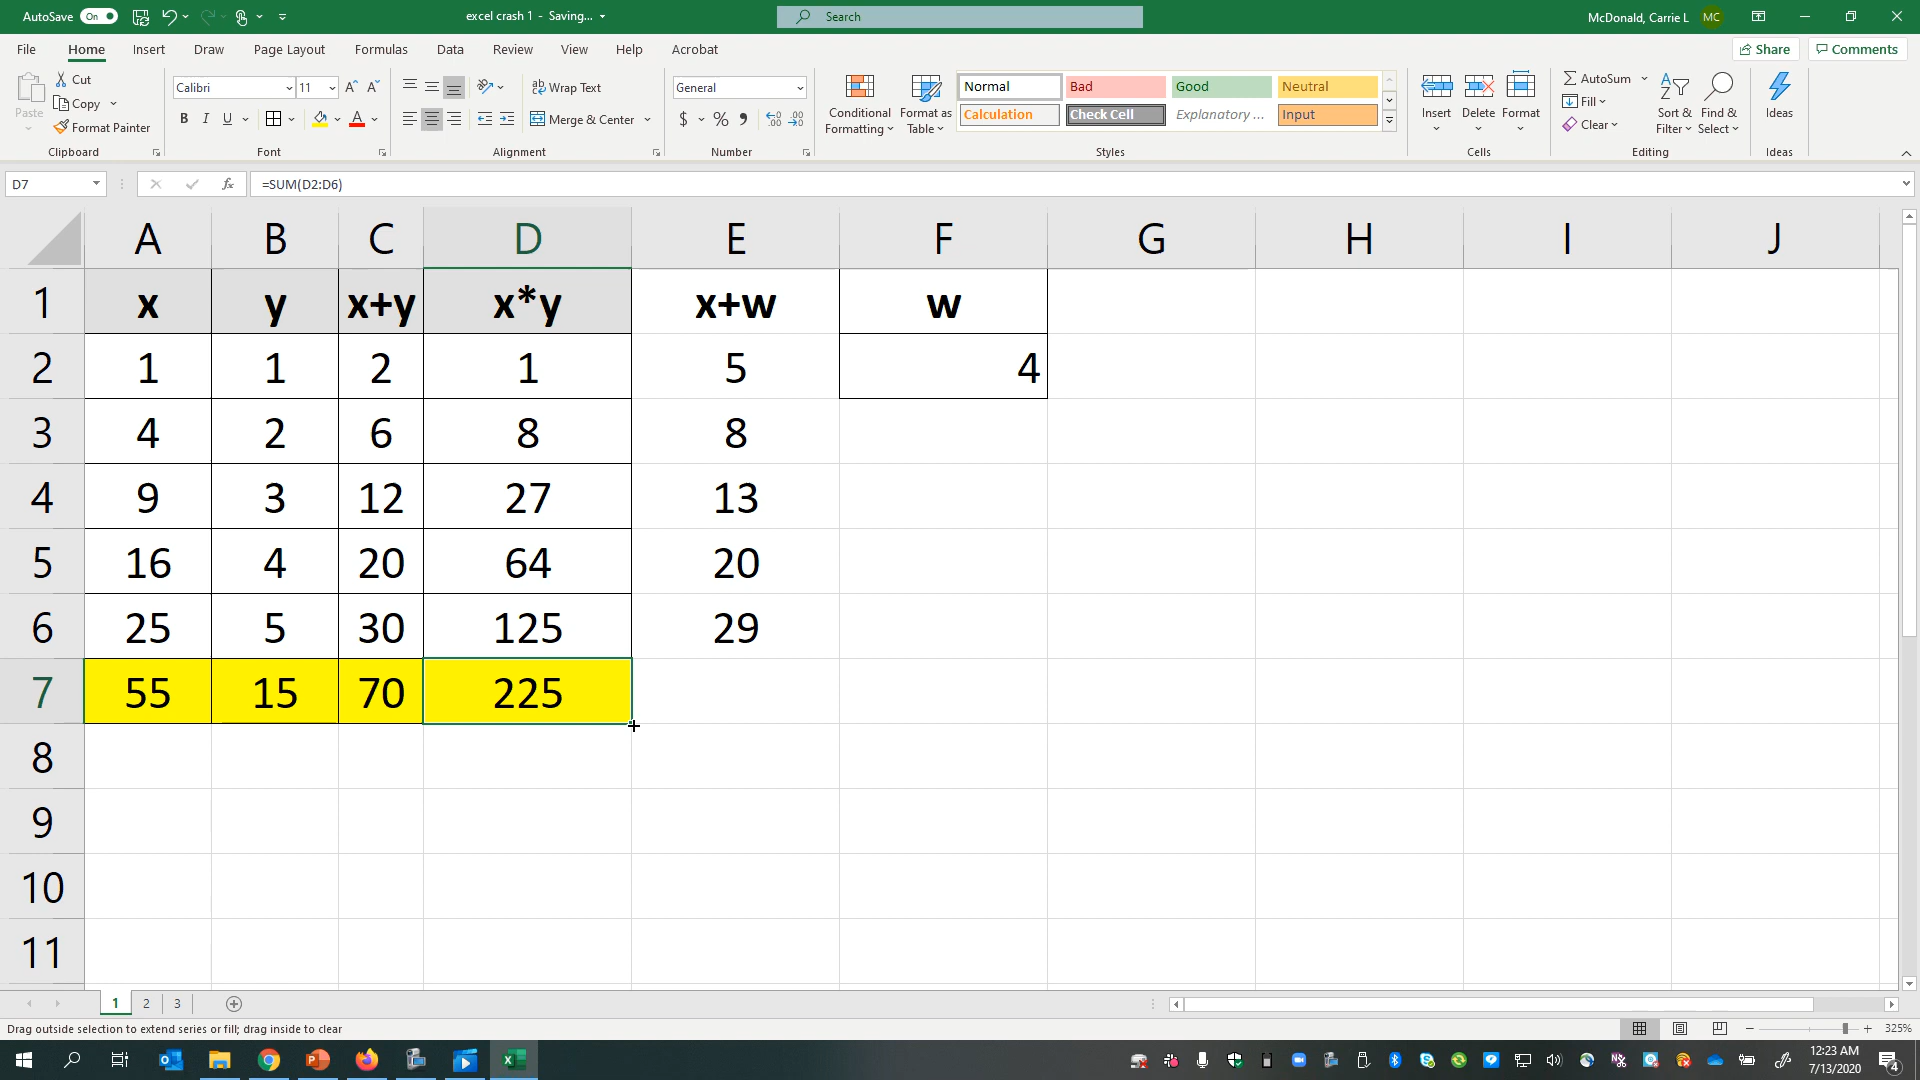 AutoSave On
excel crash 1 - Saving...
Search
McDonald, Carrie L MC
File Home Insert Draw Page Layout Formulas Data Review View Help Acrobat
Share Comments
Paste
Cut
Copy
Format Painter
Clipboard
Calibri 11
B I U
Font
Wrap Text
Merge & Center
Alignment
General
$ % ,
Number
Conditional Formatting
Format as Table
Normal Bad Good Neutral
Calculation Check Cell Explanatory ... Input
Styles
Insert Delete Format
Cells
AutoSum
Fill
Clear
Sort & Filter
Find & Select
Editing
Ideas
Ideas
D7 fx =SUM(D2:D6)
A B C D E F G H I J
1 x y x+y x*y x+w w
2 1 1 2 1 5 4
3 4 2 6 8 8
4 9 3 12 27 13
5 16 4 20 64 20
6 25 5 30 125 29
7 55 15 70 225
8
9
10
11
1 2 3
Drag outside selection to extend series or fill; drag inside to clear
325%
12:23 AM
7/13/2020
4